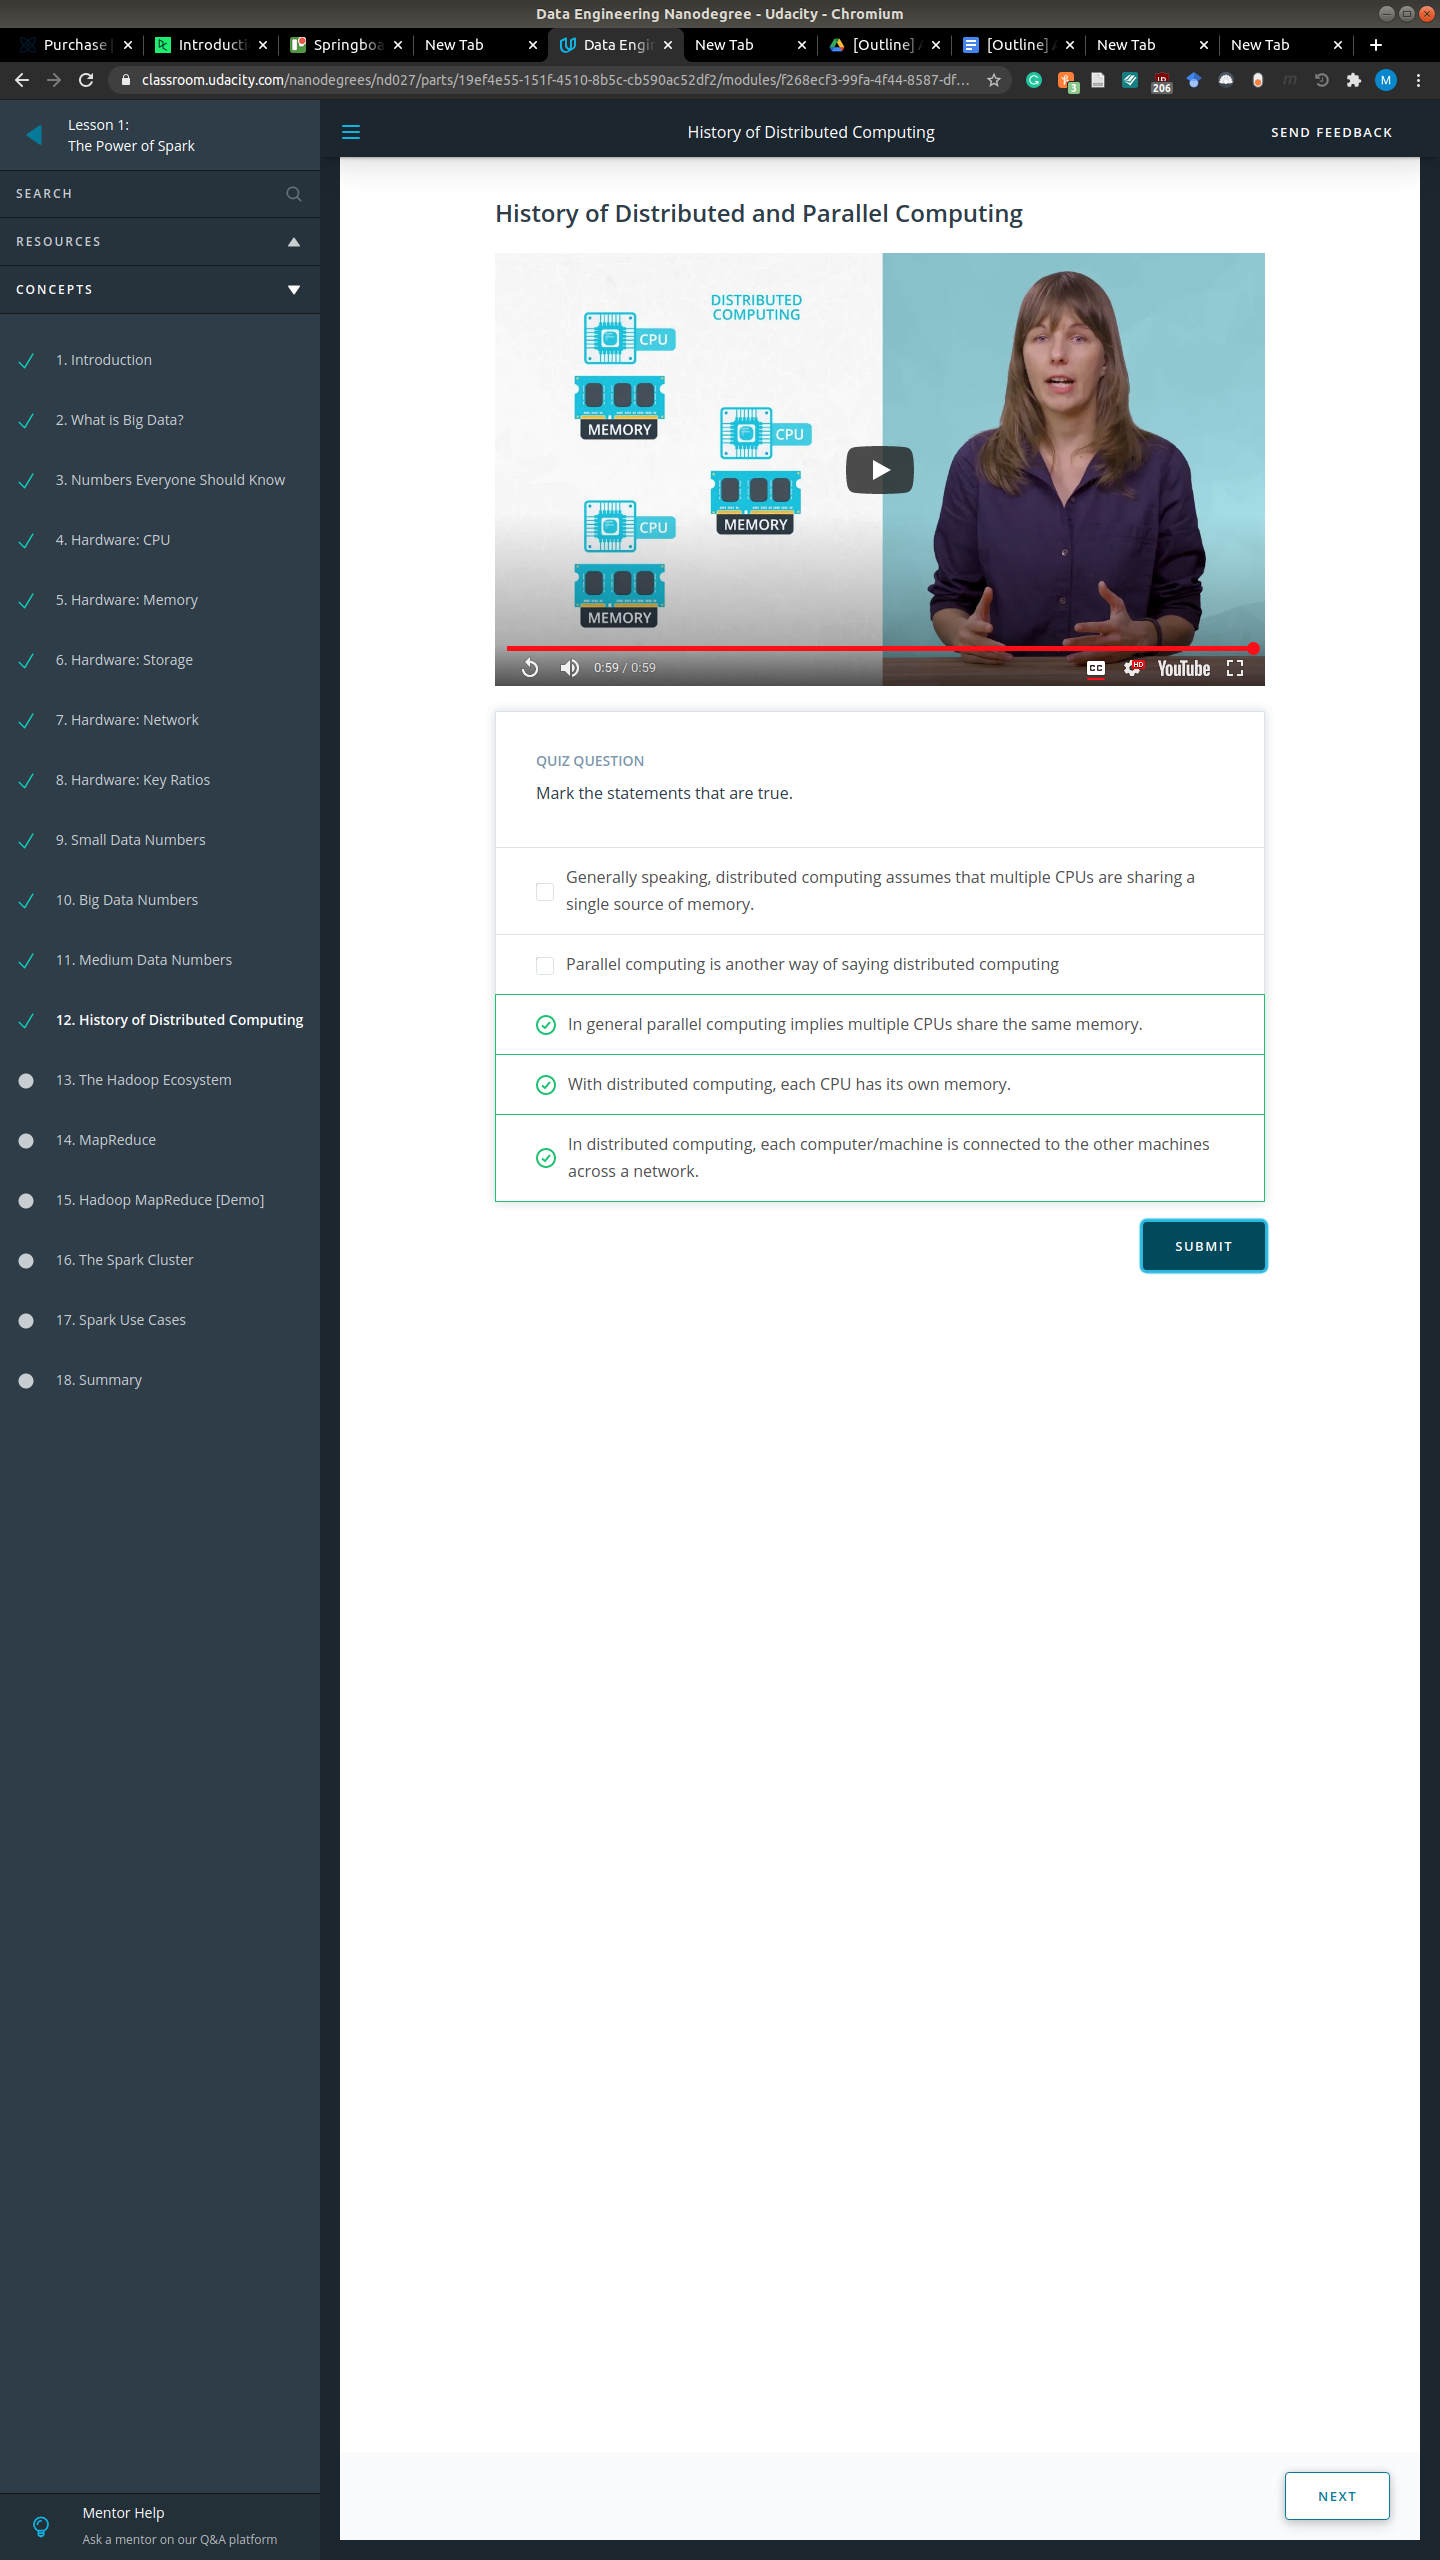 Data Engineering Nanodegree - Udacity - Chromium
Purchase
Introducti
Springboa
New Tab
Data Engin
New Tab
[Outline] A
[Outline] A
New Tab
New Tab
classroom.udacity.com/nanodegrees/nd027/parts/19ef4e55-151f-4510-8b5c-cb590ac52df2/modules/f268ecf3-99fa-4f44-8587-df...
3
206
M
Lesson 1:
The Power of Spark
History of Distributed Computing
SEND FEEDBACK
SEARCH
RESOURCES
CONCEPTS
1. Introduction
2. What is Big Data?
3. Numbers Everyone Should Know
4. Hardware: CPU
5. Hardware: Memory
6. Hardware: Storage
7. Hardware: Network
8. Hardware: Key Ratios
9. Small Data Numbers
10. Big Data Numbers
11. Medium Data Numbers
12. History of Distributed Computing
13. The Hadoop Ecosystem
14. MapReduce
15. Hadoop MapReduce [Demo]
16. The Spark Cluster
17. Spark Use Cases
18. Summary
Mentor Help
Ask a mentor on our Q&A platform
History of Distributed and Parallel Computing
DISTRIBUTED
COMPUTING
CPU
MEMORY
CPU
MEMORY
CPU
MEMORY
0:59 / 0:59
CC
HD
YouTube
QUIZ QUESTION
Mark the statements that are true.
Generally speaking, distributed computing assumes that multiple CPUs are sharing a
single source of memory.
Parallel computing is another way of saying distributed computing
In general parallel computing implies multiple CPUs share the same memory.
With distributed computing, each CPU has its own memory.
In distributed computing, each computer/machine is connected to the other machines
across a network.
SUBMIT
NEXT